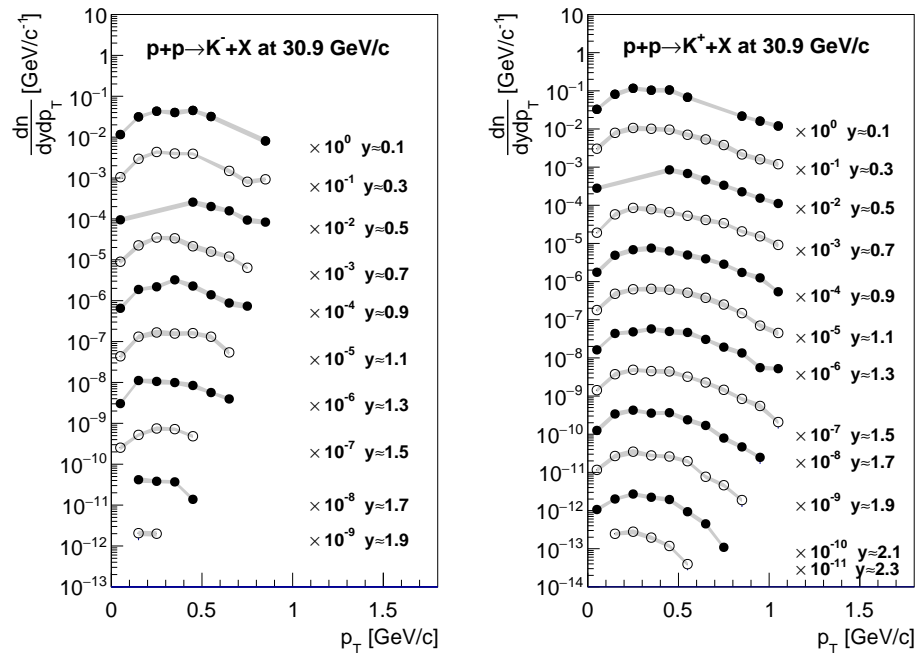 p+p→K⁻+X at 30.9 GeV/c
dn/dydp_T [GeV/c⁻¹]
10
1
10⁻¹
10⁻²
10⁻³
10⁻⁴
10⁻⁵
10⁻⁶
10⁻⁷
10⁻⁸
10⁻⁹
10⁻¹⁰
10⁻¹¹
10⁻¹²
10⁻¹³
×10⁰ y≈0.1
×10⁻¹ y≈0.3
×10⁻² y≈0.5
×10⁻³ y≈0.7
×10⁻⁴ y≈0.9
×10⁻⁵ y≈1.1
×10⁻⁶ y≈1.3
×10⁻⁷ y≈1.5
×10⁻⁸ y≈1.7
×10⁻⁹ y≈1.9
0 0.5 1 1.5
p_T [GeV/c]
p+p→K⁺+X at 30.9 GeV/c
dn/dydp_T [GeV/c⁻¹]
10
1
10⁻¹
10⁻²
10⁻³
10⁻⁴
10⁻⁵
10⁻⁶
10⁻⁷
10⁻⁸
10⁻⁹
10⁻¹⁰
10⁻¹¹
10⁻¹²
10⁻¹³
10⁻¹⁴
×10⁰ y≈0.1
×10⁻¹ y≈0.3
×10⁻² y≈0.5
×10⁻³ y≈0.7
×10⁻⁴ y≈0.9
×10⁻⁵ y≈1.1
×10⁻⁶ y≈1.3
×10⁻⁷ y≈1.5
×10⁻⁸ y≈1.7
×10⁻⁹ y≈1.9
×10⁻¹⁰ y≈2.1
×10⁻¹¹ y≈2.3
0 0.5 1 1.5
p_T [GeV/c]